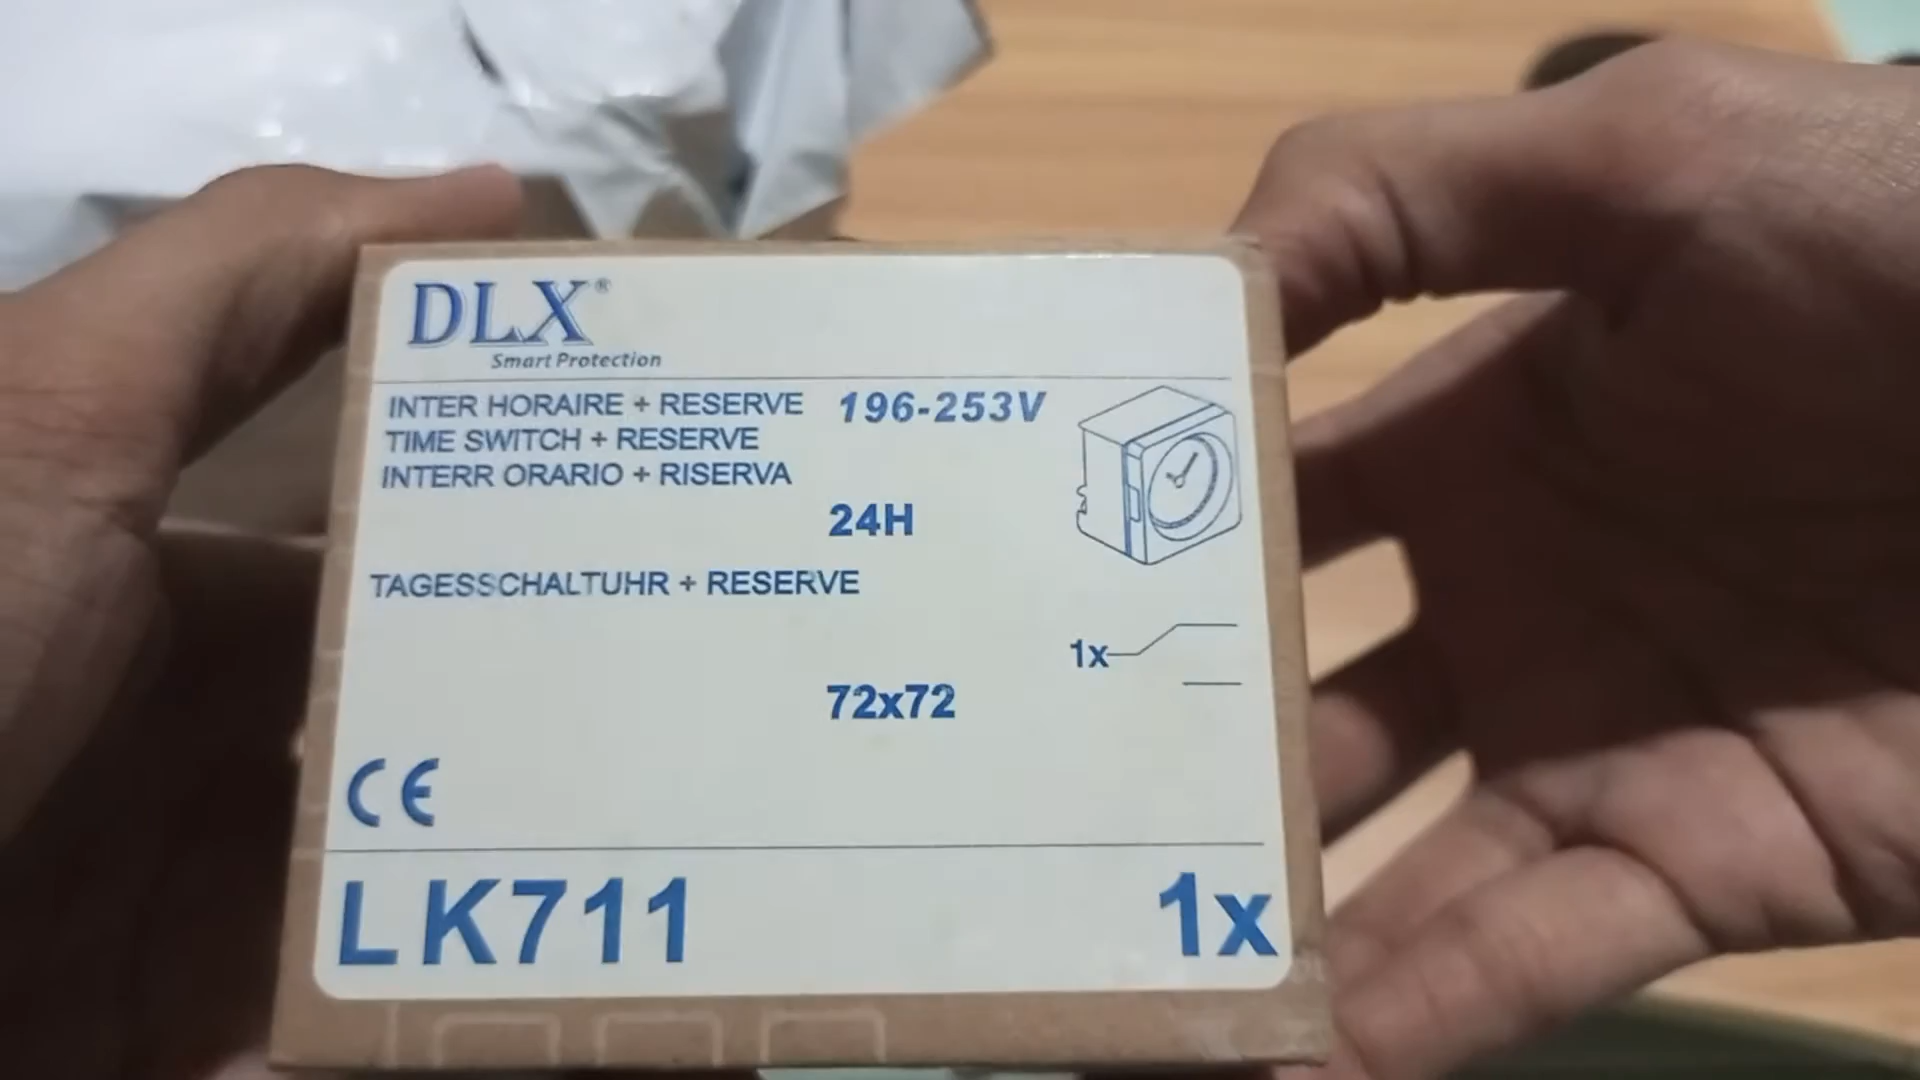 DLX®
Smart Protection
INTER HORAIRE + RESERVE 196-253V
TIME SWITCH + RESERVE
INTERR ORARIO + RISERVA
24H
TAGESSCHALTUHR + RESERVE
1x
72x72
CE
LK711 1x